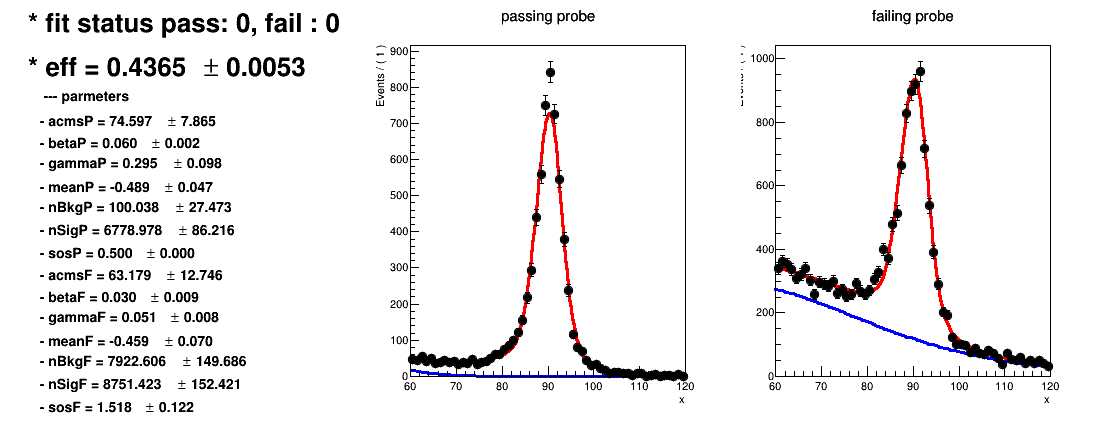 * fit status pass: 0, fail : 0
* eff = 0.4365 ± 0.0053
--- parmeters
- acmsP = 74.597 ± 7.865
- betaP = 0.060 ± 0.002
- gammaP = 0.295 ± 0.098
- meanP = -0.489 ± 0.047
- nBkgP = 100.038 ± 27.473
- nSigP = 6778.978 ± 86.216
- sosP = 0.500 ± 0.000
- acmsF = 63.179 ± 12.746
- betaF = 0.030 ± 0.009
- gammaF = 0.051 ± 0.008
- meanF = -0.459 ± 0.070
- nBkgF = 7922.606 ± 149.686
- nSigF = 8751.423 ± 152.421
- sosF = 1.518 ± 0.122
passing probe
Events / ( 1 )
900
800
700
600
500
400
300
200
100
0
60 70 80 90 100 110 120
x
failing probe
Events / ( 1 )
1000
800
600
400
200
0
60 70 80 90 100 110 120
x